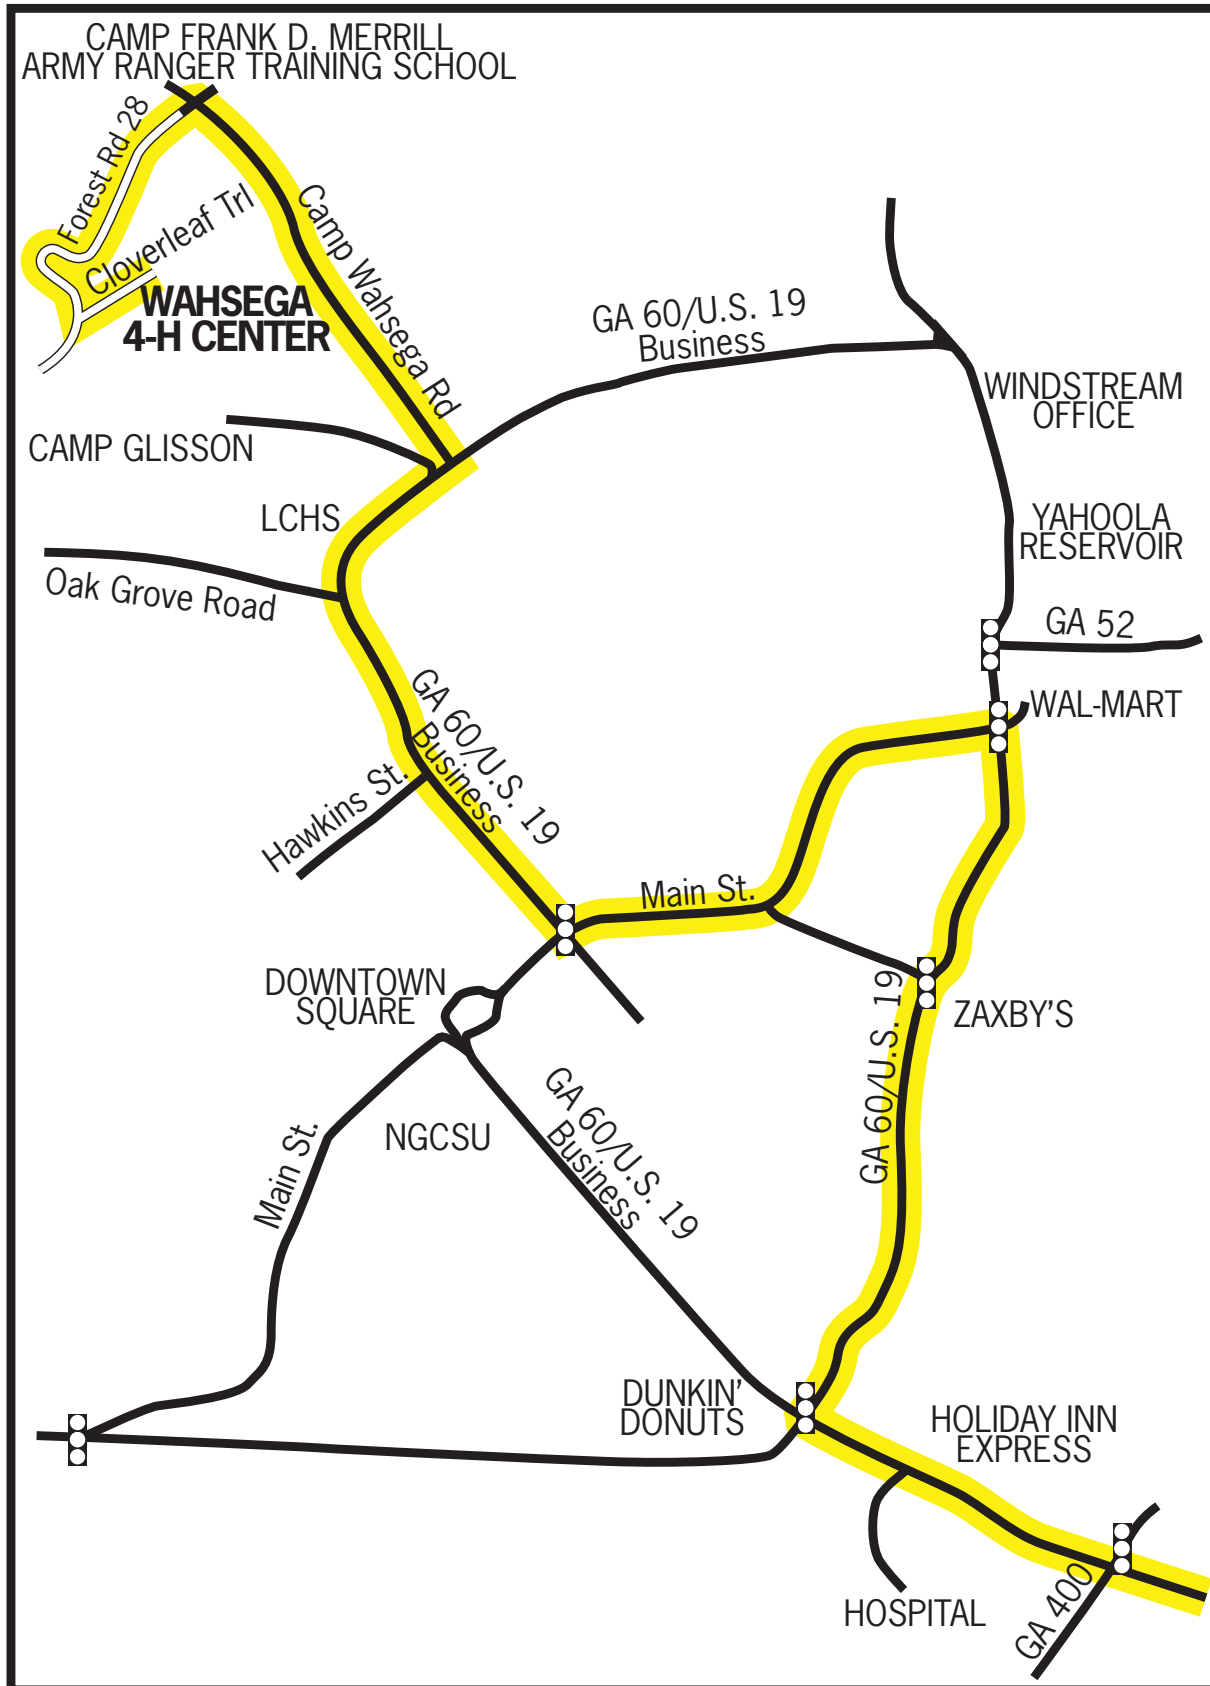 CAMP FRANK D. MERRILL
ARMY RANGER TRAINING SCHOOL
Forest Rd 28
Cloverleaf Trl
WAHSEGA
4-H CENTER
Camp Wahsega Rd
GA 60/U.S. 19
Business
WINDSTREAM
OFFICE
CAMP GLISSON
LCHS
YAHOOLA
RESERVOIR
Oak Grove Road
GA 52
GA 60/U.S. 19
Business
WAL-MART
Hawkins St.
Main St.
DOWNTOWN
SQUARE
ZAXBY'S
GA 60/U.S. 19
GA 60/U.S. 19
Business
NGCSU
Main St.
DUNKIN'
DONUTS
HOLIDAY INN
EXPRESS
HOSPITAL
GA 400